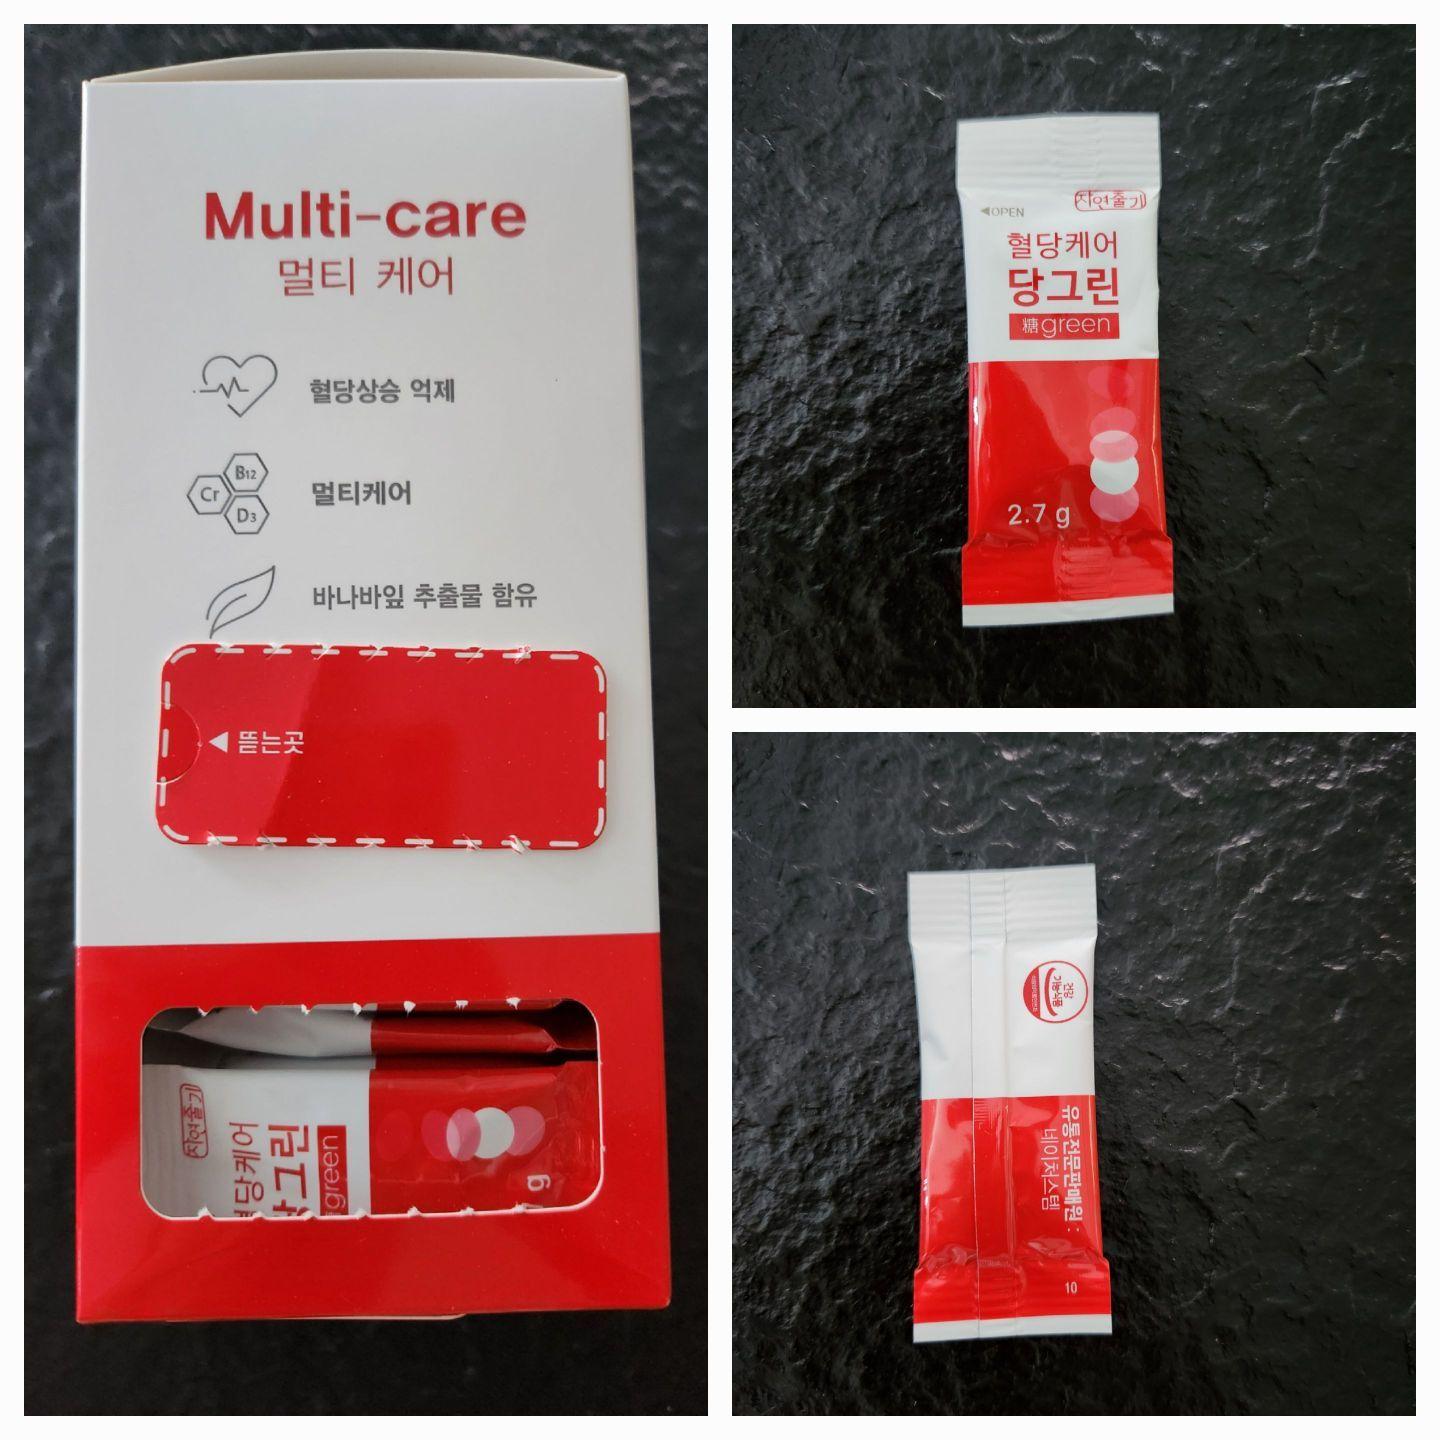 Multi-care
멀티 케어
혈당상승 억제
B12
Cr
D3
멀티케어
바나바잎 추출물 함유
◀ 뜯는곳
자연줄기
혈당케어
당그린
green
g
◀OPEN
자연줄기
혈당케어
당그린
糖green
2.7 g
건강
기능식품
유통전문판매원 :
네이처스템
10